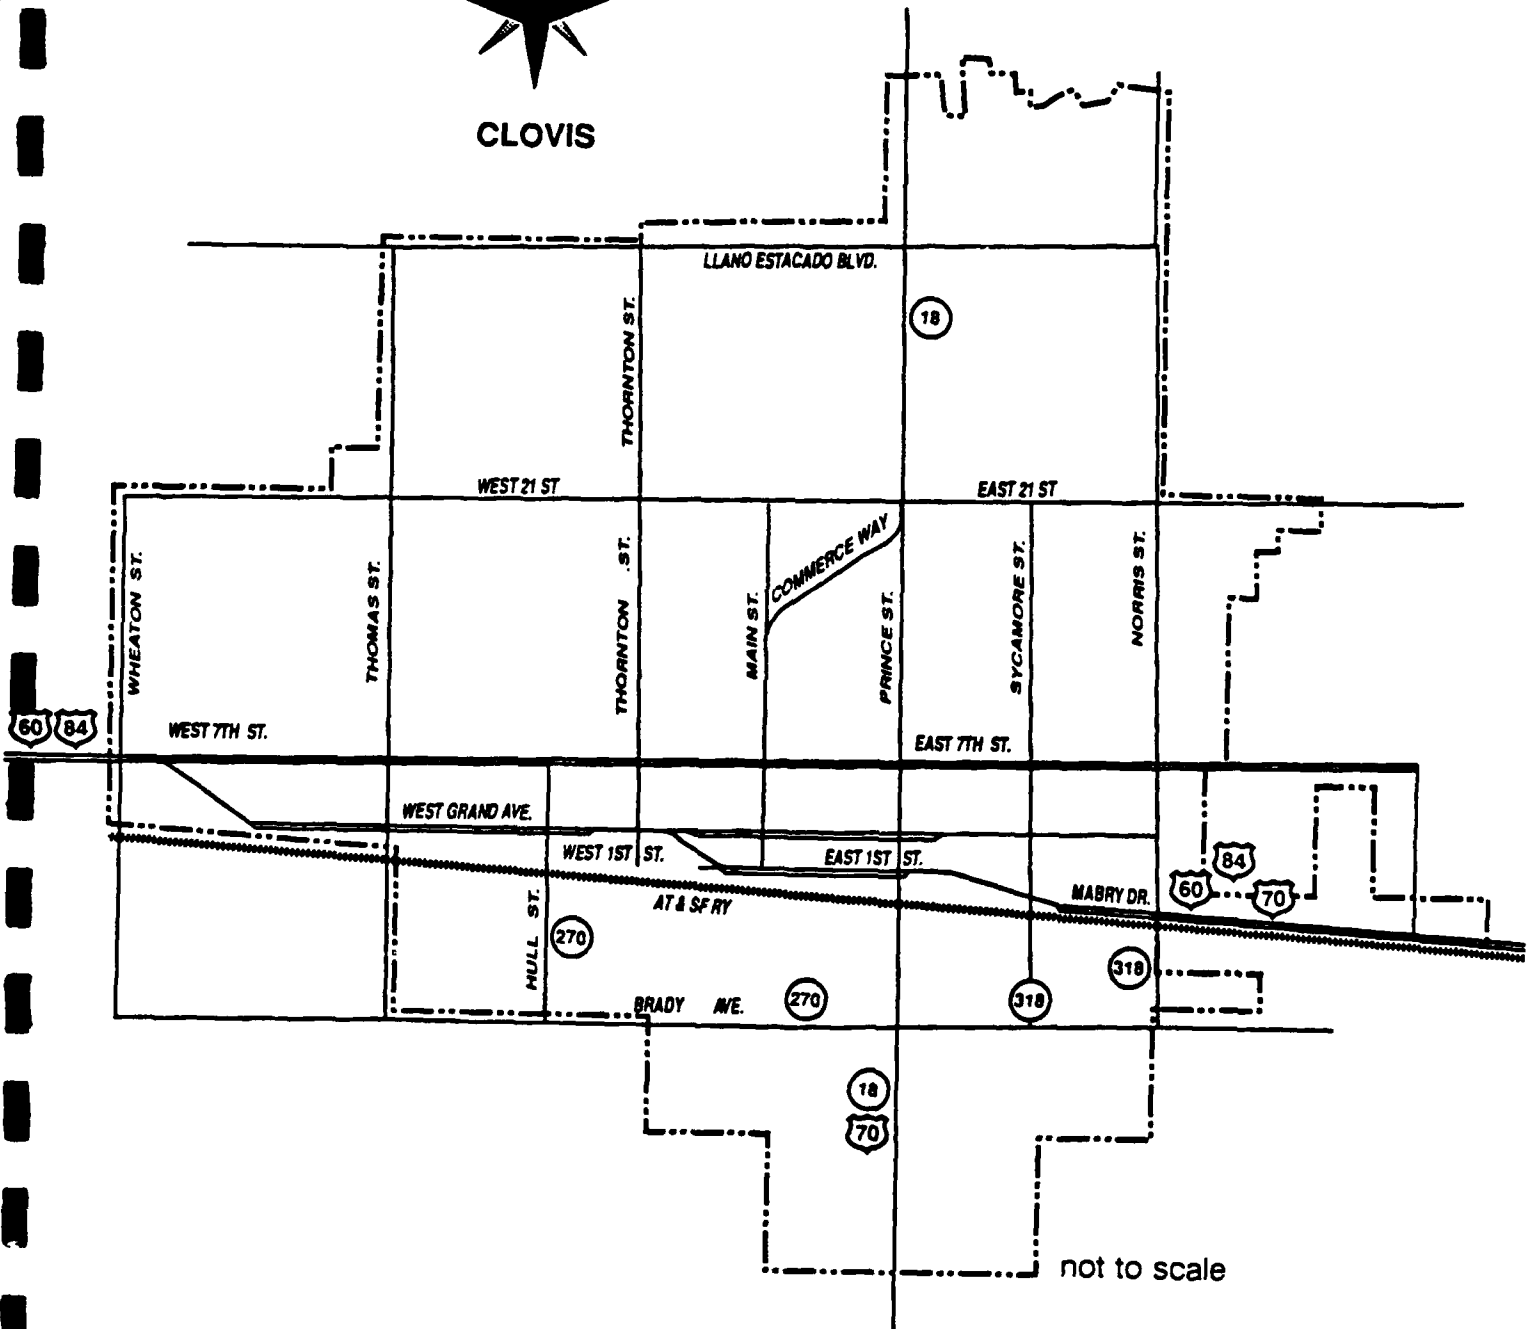 CLOVIS
LLANO ESTACADO BLVD.
18
THORNTON ST.
WEST 21 ST
EAST 21 ST
COMMERCE WAY
WHEATON ST.
THOMAS ST.
THORNTON .ST.
MAIN ST.
PRINCE ST.
SYCAMORE ST.
NORRIS ST.
60
84
WEST 7TH ST.
EAST 7TH ST.
WEST GRAND AVE.
WEST 1ST ST.
EAST 1ST ST.
84
60
70
MABRY DR.
AT & SF RY
HULL ST.
270
318
BRADY AVE.
270
318
18
70
not to scale